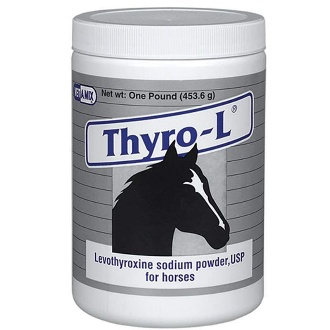 Net wt: One Pound (453.6 g)
Thyro-L®
Levothyroxine sodium powder, USP
for horses